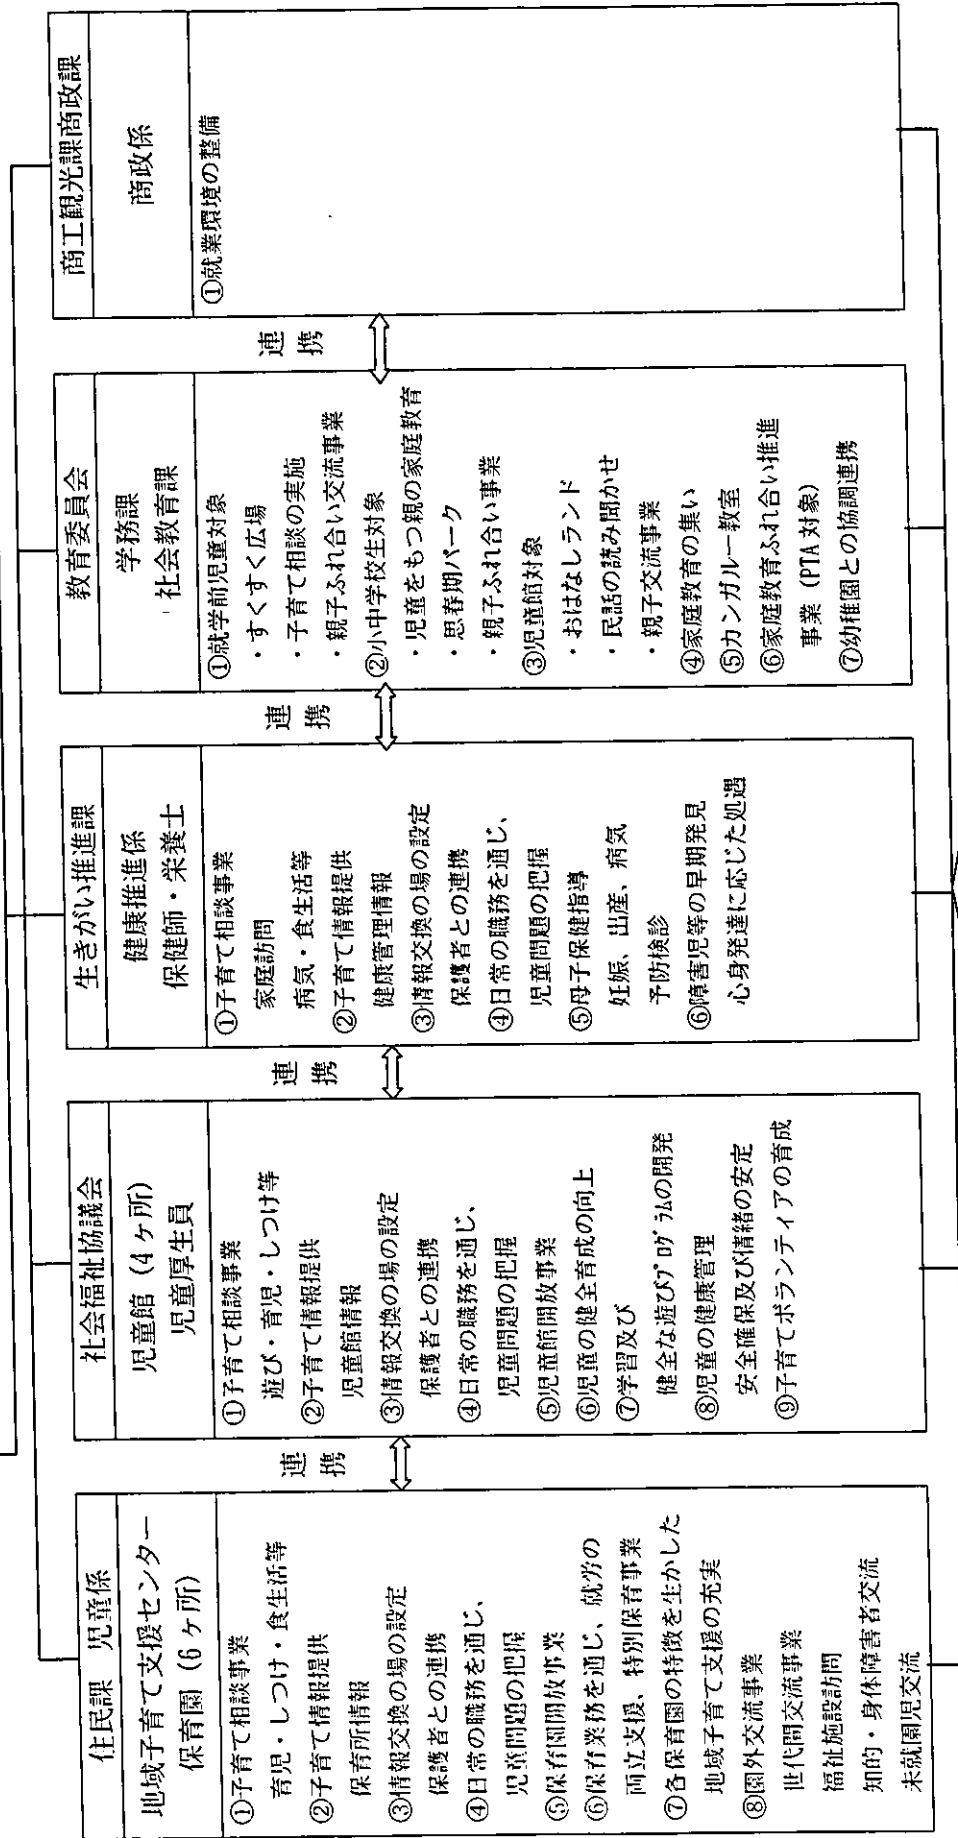 住民課 児童係
地域子育て支援センター
保育園 (6ヶ所)
①子育て相談事業
育児・しつけ・食生活等
②子育て情報提供
保育所情報
③情報交換の場の設定
保護者との連携
④日常の職務を通じ、
児童問題の把握
⑤保育園開放事業
⑥保育業務を通じ、就労の
両立支援、特別保育事業
⑦各保育園の特徴を生かした
地域子育て支援の充実
⑧園外交流事業
世代間交流事業
福祉施設訪問
知的・身体障害者交流
未就園児交流
連携
社会福祉協議会
児童館 (4ヶ所)
児童厚生員
①子育て相談事業
遊び・育児・しつけ等
②子育て情報提供
児童館情報
③情報交換の場の設定
保護者との連携
④日常の職務を通じ、
児童問題の把握
⑤児童館開放事業
⑥児童の健全育成の向上
⑦学習及び
健全な遊びプログラムの開発
⑧児童の健康管理
安全確保及び情緒の安定
⑨子育てボランティアの育成
連携
生きがい推進課
健康推進係
保健師・栄養士
①子育て相談事業
家庭訪問
病気・食生活等
②子育て情報提供
健康管理情報
③情報交換の場の設定
保護者との連携
④日常の職務を通じ、
児童問題の把握
⑤母子保健指導
妊娠、出産、病気
予防検診
⑥障害児等の早期発見
心身発達に応じた処遇
連携
教育委員会
学務課
社会教育課
①就学前児童対象
・すくすく広場
・子育て相談の実施
・親子ふれ合い交流事業
②小中学校生対象
・児童をもつ親の家庭教育
・思春期パーク
・親子ふれ合い事業
③児童館対象
・おはなしランド
・民話の読み聞かせ
・親子交流事業
④家庭教育の集い
⑤カンガルー教室
⑥家庭教育ふれ合い推進
事業 (PTA対象)
⑦幼稚園との協調連携
連携
商工観光課商政課
商政係
①就業環境の整備